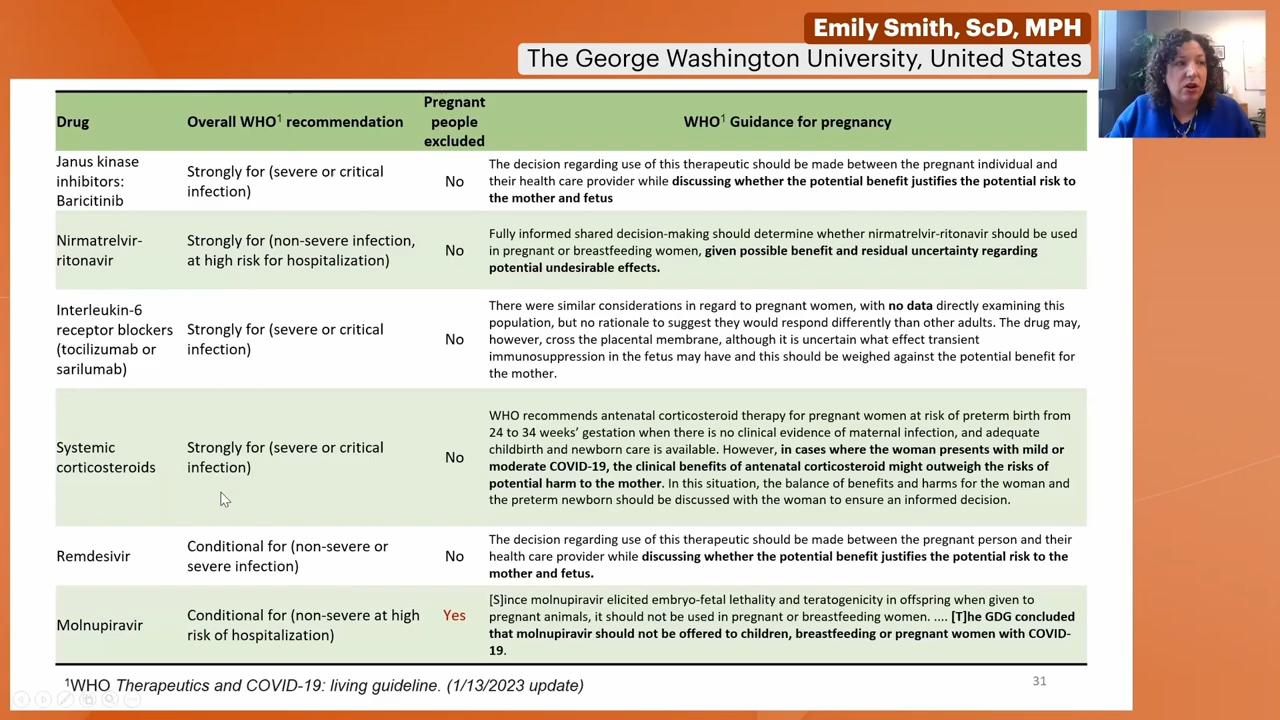 Emily Smith, ScD, MPH
The George Washington University, United States
Drug
Overall WHO¹ recommendation
Pregnant
people
excluded
WHO¹ Guidance for pregnancy
Janus kinase
inhibitors:
Baricitinib
Strongly for (severe or critical
infection)
No
The decision regarding use of this therapeutic should be made between the pregnant individual and
their health care provider while discussing whether the potential benefit justifies the potential risk to
the mother and fetus
Nirmatrelvir-
ritonavir
Strongly for (non-severe infection,
at high risk for hospitalization)
No
Fully informed shared decision-making should determine whether nirmatrelvir-ritonavir should be used
in pregnant or breastfeeding women, given possible benefit and residual uncertainty regarding
potential undesirable effects.
Interleukin-6
receptor blockers
(tocilizumab or
sarilumab)
Strongly for (severe or critical
infection)
No
There were similar considerations in regard to pregnant women, with no data directly examining this
population, but no rationale to suggest they would respond differently than other adults. The drug may,
however, cross the placental membrane, although it is uncertain what effect transient
immunosuppression in the fetus may have and this should be weighed against the potential benefit for
the mother.
Systemic
corticosteroids
Strongly for (severe or critical
infection)
No
WHO recommends antenatal corticosteroid therapy for pregnant women at risk of preterm birth from
24 to 34 weeks' gestation when there is no clinical evidence of maternal infection, and adequate
childbirth and newborn care is available. However, in cases where the woman presents with mild or
moderate COVID-19, the clinical benefits of antenatal corticosteroid might outweigh the risks of
potential harm to the mother. In this situation, the balance of benefits and harms for the woman and
the preterm newborn should be discussed with the woman to ensure an informed decision.
Remdesivir
Conditional for (non-severe or
severe infection)
No
The decision regarding use of this therapeutic should be made between the pregnant person and their
health care provider while discussing whether the potential benefit justifies the potential risk to the
mother and fetus.
Molnupiravir
Conditional for (non-severe at high
risk of hospitalization)
Yes
[S]ince molnupiravir elicited embryo-fetal lethality and teratogenicity in offspring when given to
pregnant animals, it should not be used in pregnant or breastfeeding women. .... [T]he GDG concluded
that molnupiravir should not be offered to children, breastfeeding or pregnant women with COVID-
19.
¹WHO Therapeutics and COVID-19: living guideline. (1/13/2023 update)
31